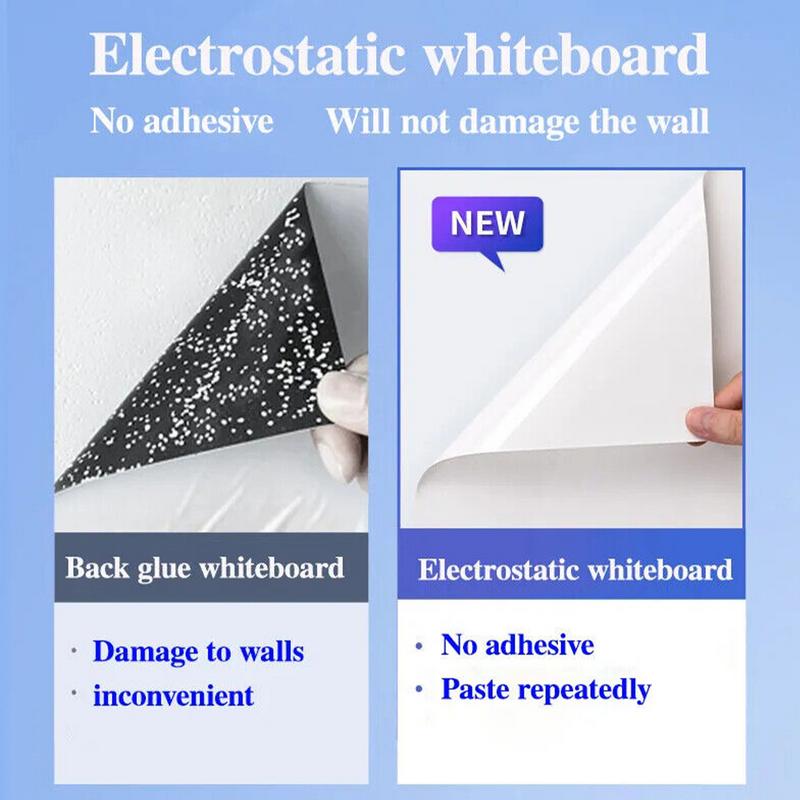 Electrostatic whiteboard
No adhesive Will not damage the wall
NEW
Back glue whiteboard
· Damage to walls
· inconvenient
Electrostatic whiteboard
• No adhesive
• Paste repeatedly